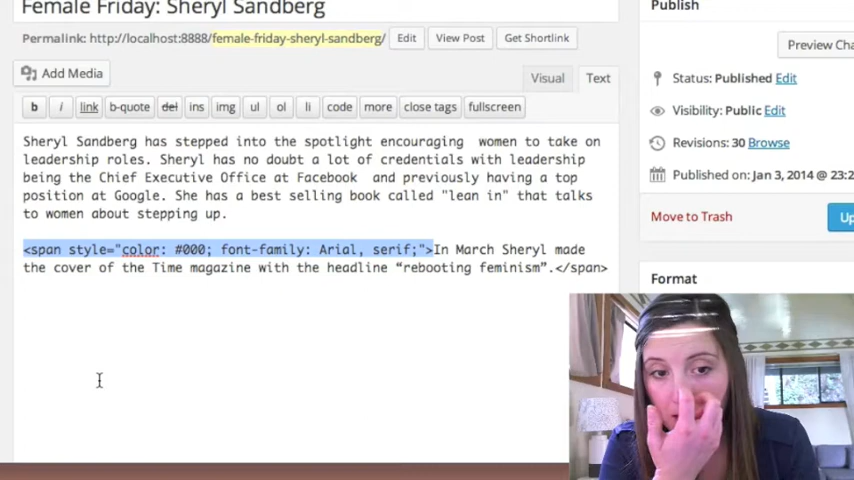 Female Friday: Sheryl Sandberg
Permalink: http://localhost:8888/female-friday-sheryl-sandberg/ Edit View Post Get Shortlink
Add Media
Visual Text
b i link b-quote del ins img ul ol li code more close tags fullscreen
Sheryl Sandberg has stepped into the spotlight encouraging women to take on
leadership roles. Sheryl has no doubt a lot of credentials with leadership
being the Chief Executive Office at Facebook and previously having a top
position at Google. She has a best selling book called "lean in" that talks
to women about stepping up.
<span style="color: #000; font-family: Arial, serif;">In March Sheryl made
the cover of the Time magazine with the headline “rebooting feminism”.</span>
Publish
Preview Cha
Status: Published Edit
Visibility: Public Edit
Revisions: 30 Browse
Published on: Jan 3, 2014 @ 23:2
Move to Trash
Up
Format